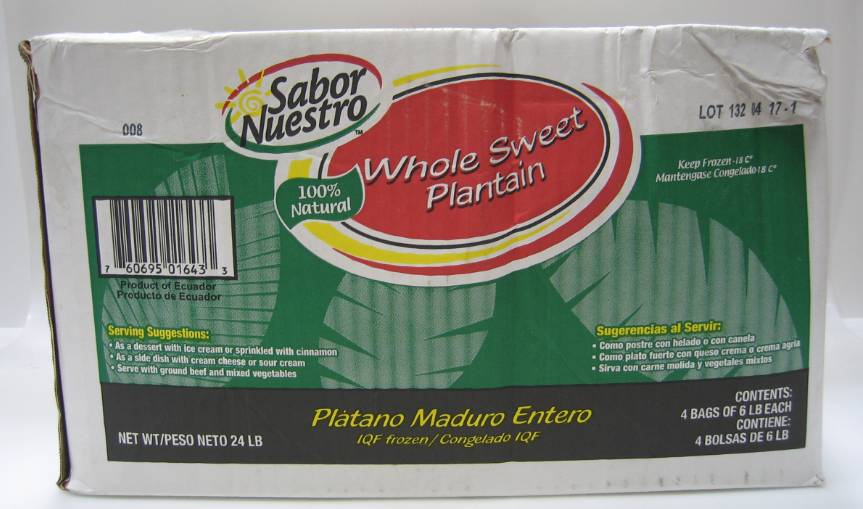 008
Sabor
Nuestro™
LOT 132 04 17-1
Whole Sweet
Plantain
100%
Natural
Keep Frozen -18 C°
Mantengase Congelado-18 C°
7 60695 01643 3
Product of Ecuador
Producto de Ecuador
Serving Suggestions:
• As a dessert with ice cream or sprinkled with cinnamon
• As a side dish with cream cheese or sour cream
• Serve with ground beef and mixed vegetables
Sugerencias al Servir:
• Como postre con helado o con canela
• Como plato fuerte con queso crema o crema agria
• Sirva con carne molida y vegetales mixtos
Plátano Maduro Entero
IQF frozen / Congelado IQF
NET WT/PESO NETO 24 LB
CONTENTS:
4 BAGS OF 6 LB EACH
CONTIENE:
4 BOLSAS DE 6 LB